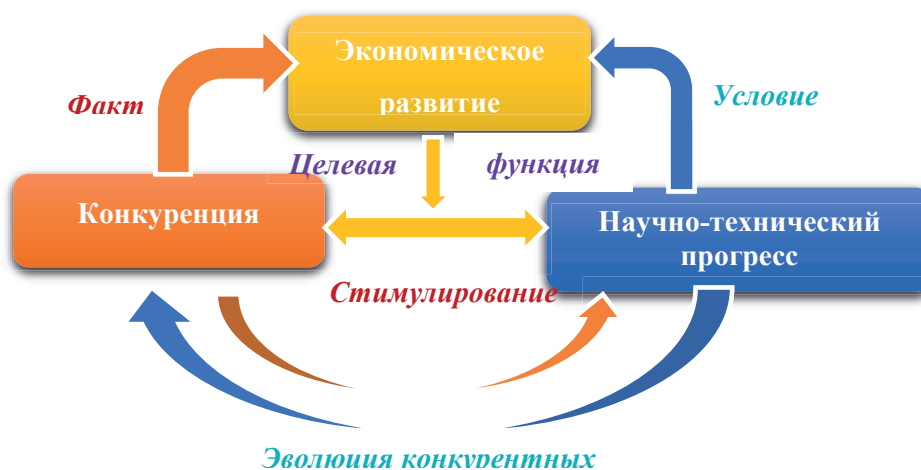 Экономическое
развитие
Факт
Условие
Целевая функция
Конкуренция
Научно-технический
прогресс
Стимулирование
Эволюция конкурентных